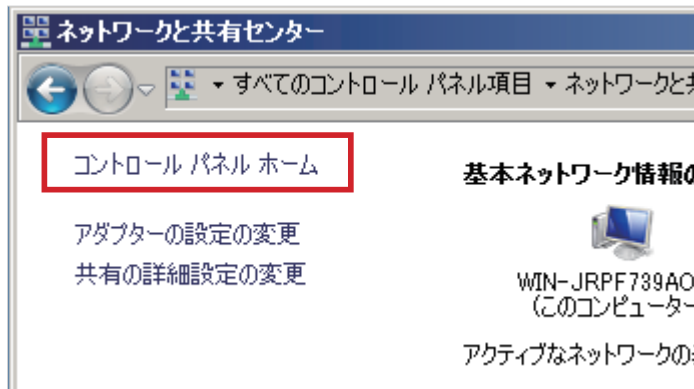 ネットワークと共有センター
すべてのコントロール パネル項目 ネットワークと
コントロール パネル ホーム
基本ネットワーク情報の
アダプターの設定の変更
共有の詳細設定の変更
WIN-JRPF739AO
(このコンピューター
アクティブなネットワークの